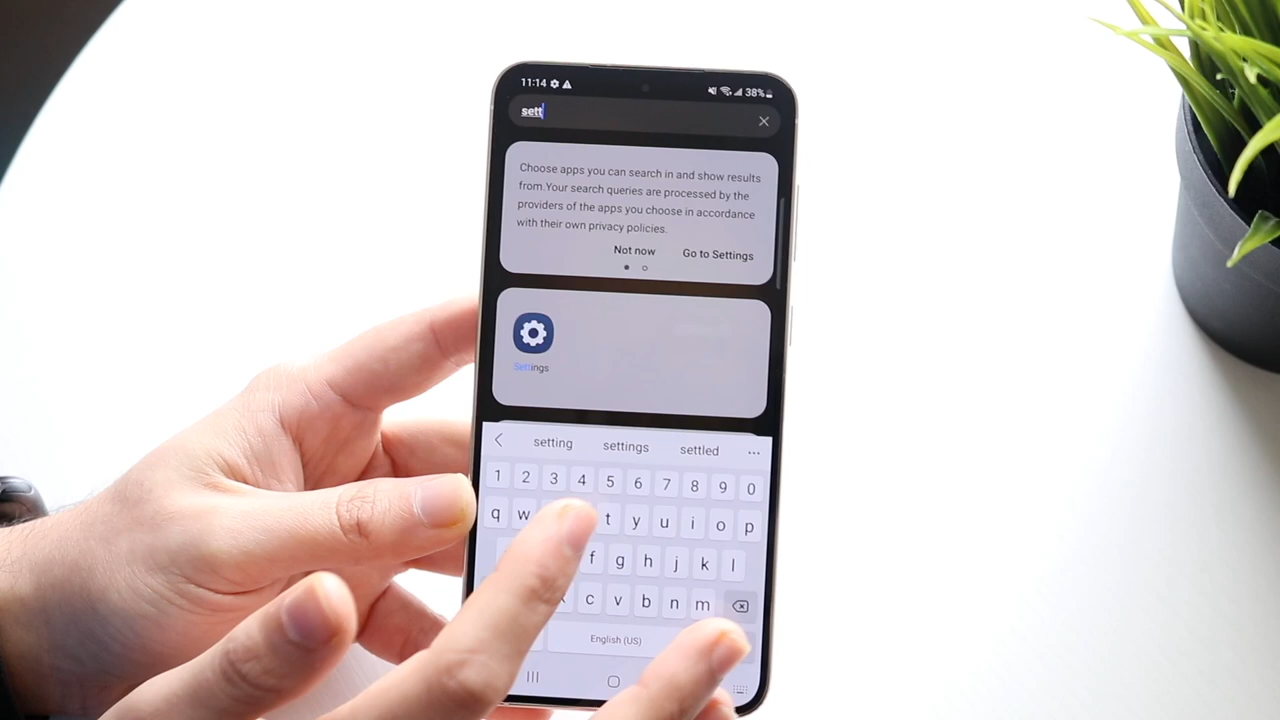 11:14
38%
sett
Choose apps you can search in and show results
from.Your search queries are processed by the
providers of the apps you choose in accordance
with their own privacy policies.
Not now Go to Settings
Settings
setting settings settled ...
1 2 3 4 5 6 7 8 9 0
q w t y u i o p
f g h j k l
c v b n m
English (US)